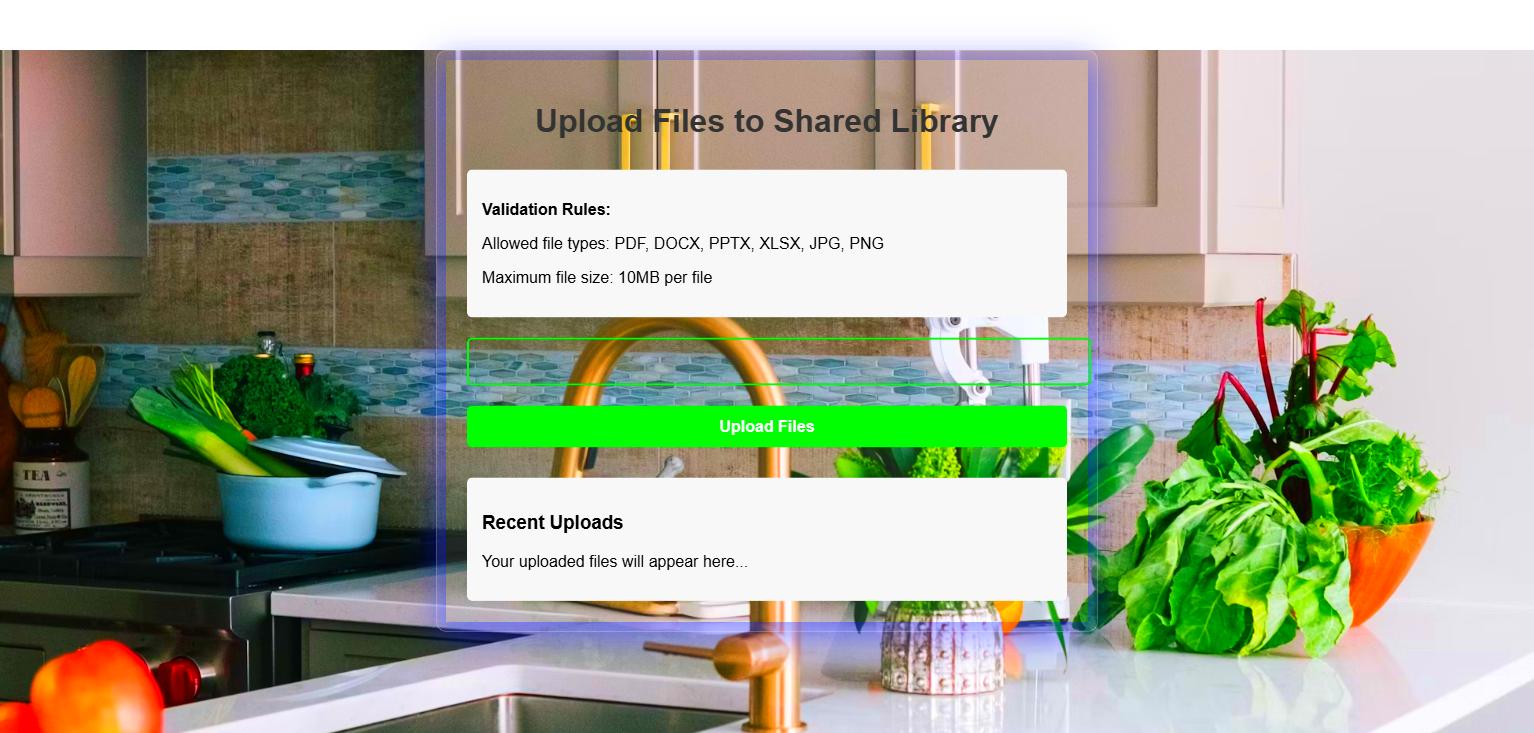 Upload Files to Shared Library
Validation Rules:
Allowed file types: PDF, DOCX, PPTX, XLSX, JPG, PNG
Maximum file size: 10MB per file
Upload Files
TEA
Recent Uploads
Your uploaded files will appear here...